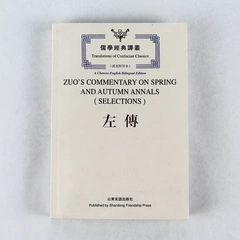 儒學經典譯叢
Translations of Confucian Classics
A Chinese-English Bilingual Edition
ZUO'S COMMENTARY ON SPRING
AND AUTUMN ANNALS
( SELECTIONS )
左傳
山東友誼出版社
Published by Shandong Friendship Press